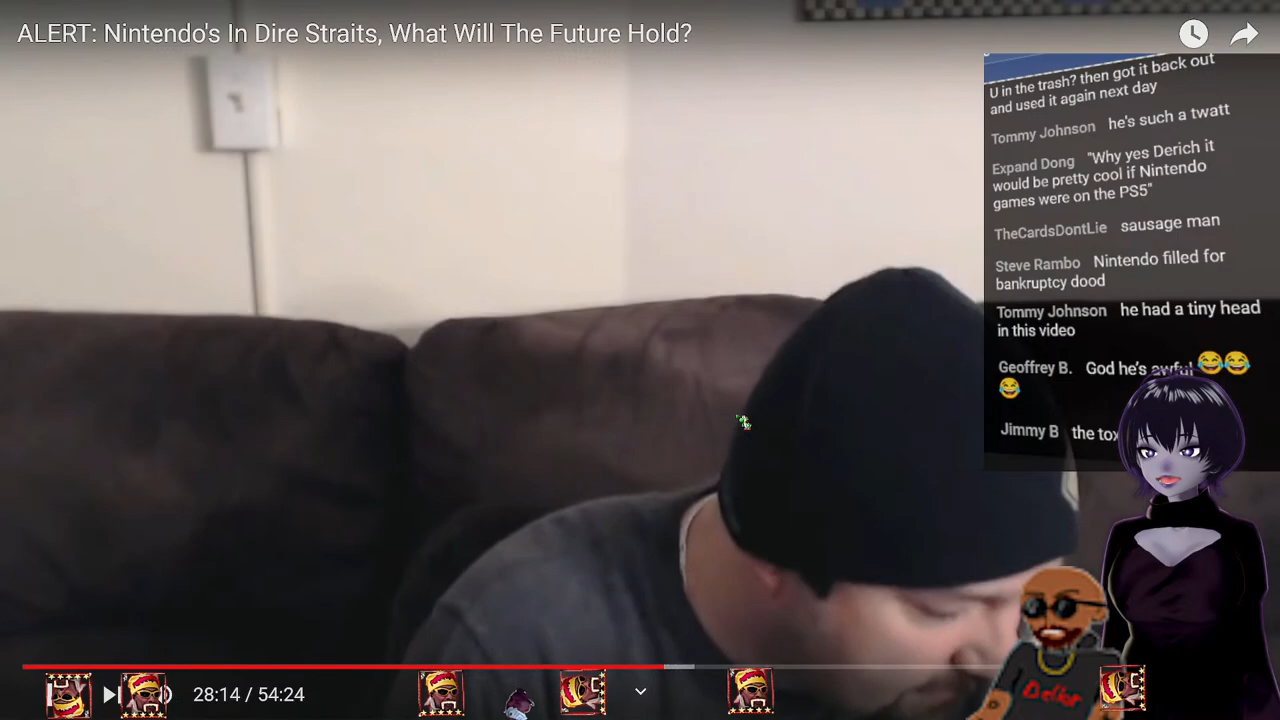 ALERT: Nintendo's In Dire Straits, What Will The Future Hold?
U in the trash? then got it back out
and used it again next day
Tommy Johnson he's such a twatt
Expand Dong "Why yes Derich it
would be pretty cool if Nintendo
games were on the PS5"
TheCardsDontLie sausage man
Steve Rambo Nintendo filled for
bankruptcy dood
Tommy Johnson he had a tiny head
in this video
Geoffrey B. God he's awful 😂😂
😂
Jimmy B the tox
28:14 / 54:24